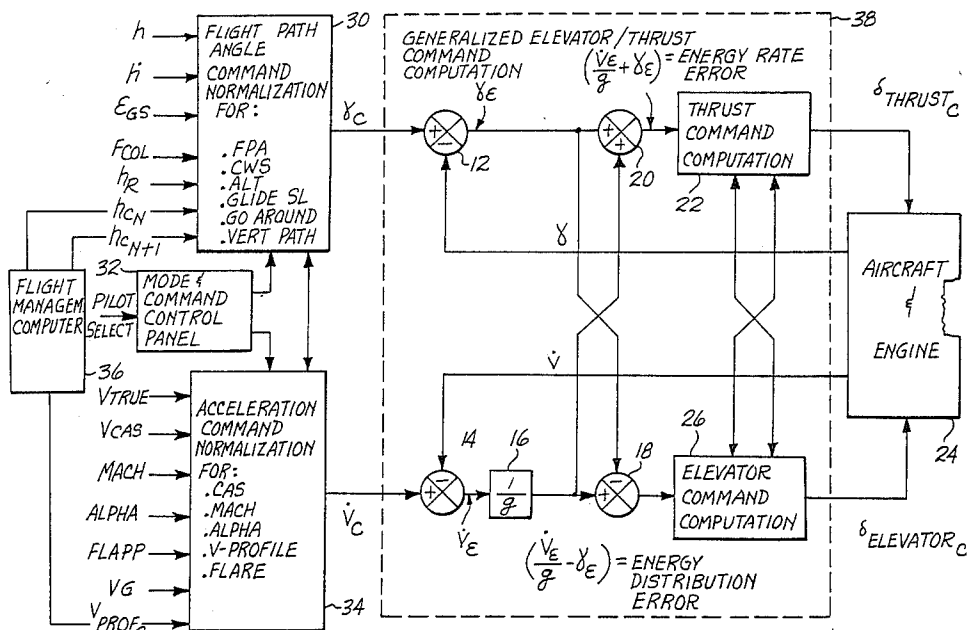 30
38
h
ḣ
εGS
FCOL
hR
hCN
hCN+1
FLIGHT PATH
ANGLE
COMMAND
NORMALIZATION
FOR:
.FPA
.CWS
.ALT
.GLIDE SL
.GO AROUND
.VERT PATH
γC
GENERALIZED ELEVATOR/THRUST
COMMAND
COMPUTATION
γε
+
-
12
(V̇ε/g + γε) = ENERGY RATE
ERROR
+
+
20
THRUST
COMMAND
COMPUTATION
22
δTHRUSTC
γ
V̇
AIRCRAFT
&
ENGINE
24
32
MODE &
COMMAND
CONTROL
PANEL
PILOT
SELECT
FLIGHT
MANAGEM.
COMPUTER
36
VTRUE
VCAS
MACH
ALPHA
FLAPP
VG
ACCELERATION
COMMAND
NORMALIZATION
FOR:
.CAS
.MACH
.ALPHA
.V-PROFILE
.FLARE
34
V̇C
14
+
-
V̇ε
16
1/g
+
-
18
26
ELEVATOR
COMMAND
COMPUTATION
δELEVATORC
(V̇ε/g - γε) = ENERGY
DISTRIBUTION
ERROR